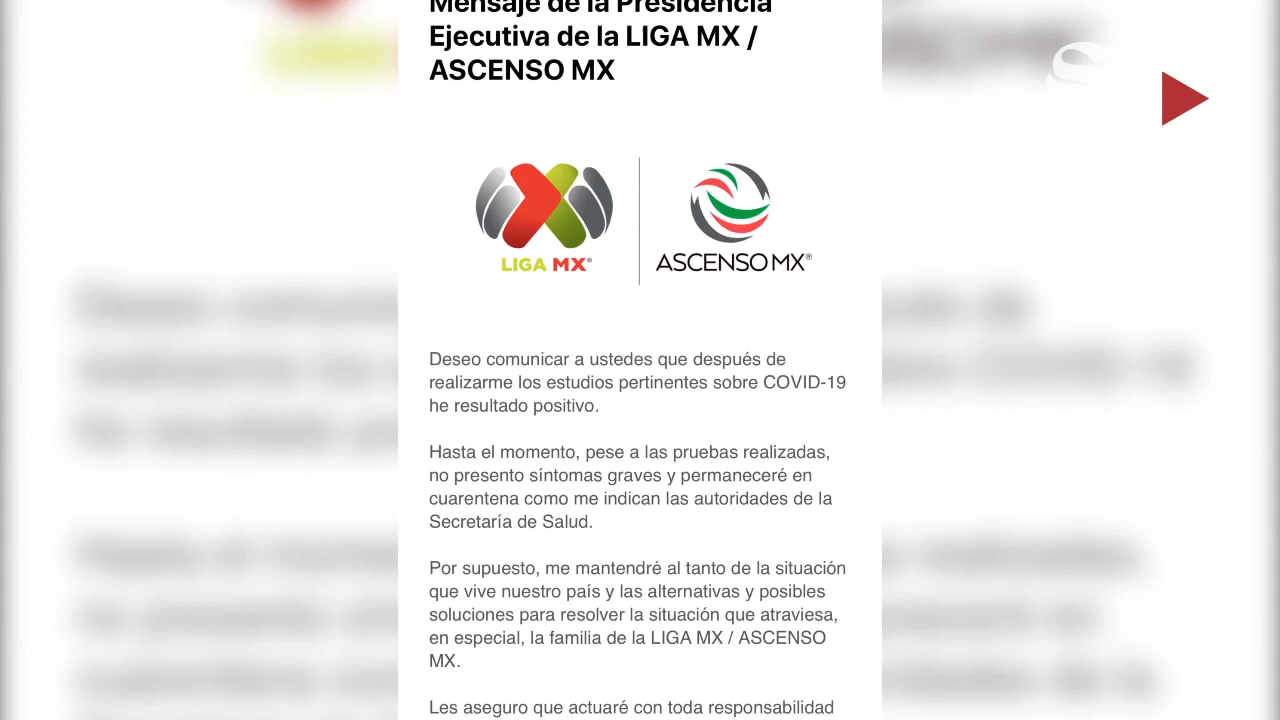 Mensaje de la Presidencia
Ejecutiva de la LIGA MX /
ASCENSO MX
LIGA MX®
ASCENSO MX®
Deseo comunicar a ustedes que después de
realizarme los estudios pertinentes sobre COVID-19
he resultado positivo.
Hasta el momento, pese a las pruebas realizadas,
no presento síntomas graves y permaneceré en
cuarentena como me indican las autoridades de la
Secretaría de Salud.
Por supuesto, me mantendré al tanto de la situación
que vive nuestro país y las alternativas y posibles
soluciones para resolver la situación que atraviesa,
en especial, la familia de la LIGA MX / ASCENSO
MX.
Les aseguro que actuaré con toda responsabilidad